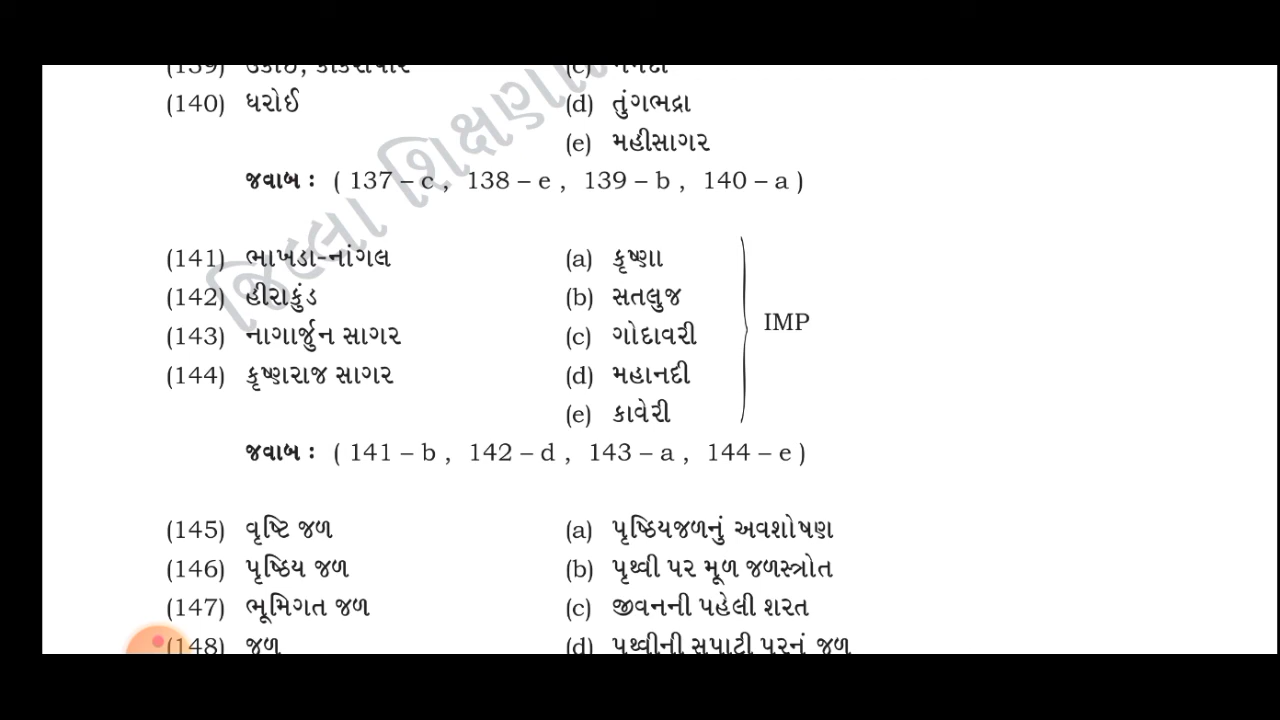 (140) ધરોઈ (d) તુંગભદ્રા
(e) મહીસાગર
જવાબ : ( 137 – c , 138 – e , 139 – b , 140 – a )
(141) ભાખડા-નાંગલ (a) કૃષ્ણા
(142) હીરાકુંડ (b) સતલુજ
(143) નાગાર્જુન સાગર (c) ગોદાવરી
(144) કૃષ્ણરાજ સાગર (d) મહાનદી
(e) કાવેરી
IMP
જવાબ : ( 141 – b , 142 – d , 143 – a , 144 – e )
(145) વૃષ્ટિ જળ (a) પૃષ્ઠિયજળનું અવશોષણ
(146) પૃષ્ઠિય જળ (b) પૃથ્વી પર મૂળ જળસ્ત્રોત
(147) ભૂમિગત જળ (c) જીવનની પહેલી શરત
(148) જળ (d) પૃથ્વીની સપાટી પરનું જળ
જિલ્લા